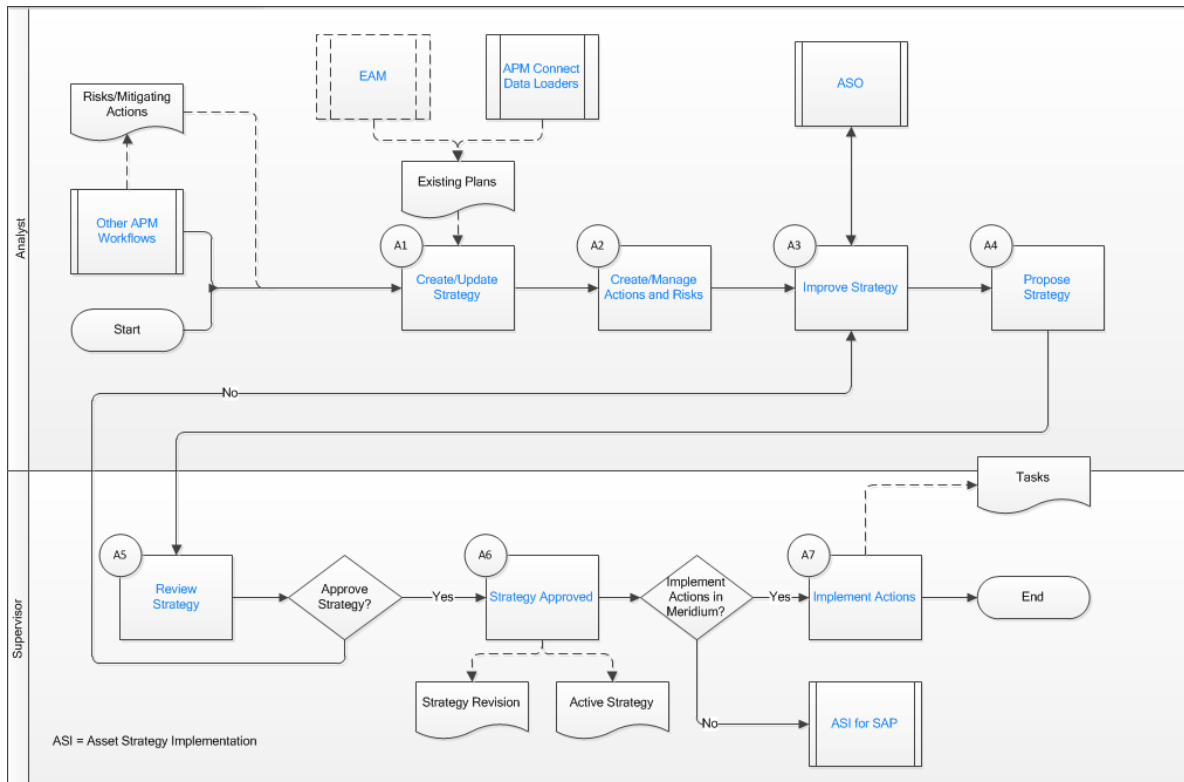 Analyst
EAM
APM Connect
Data Loaders
ASO
Risks/Mitigating
Actions
Existing Plans
Other APM
Workflows
A1
Create/Update
Strategy
A2
Create/Manage
Actions and Risks
A3
Improve Strategy
A4
Propose
Strategy
Start
No
Supervisor
Tasks
A5
Review
Strategy
Approve
Strategy?
Yes
A6
Strategy Approved
Implement
Actions in
Meridium?
Yes
A7
Implement Actions
End
Strategy Revision
Active Strategy
No
ASI for SAP
ASI = Asset Strategy Implementation